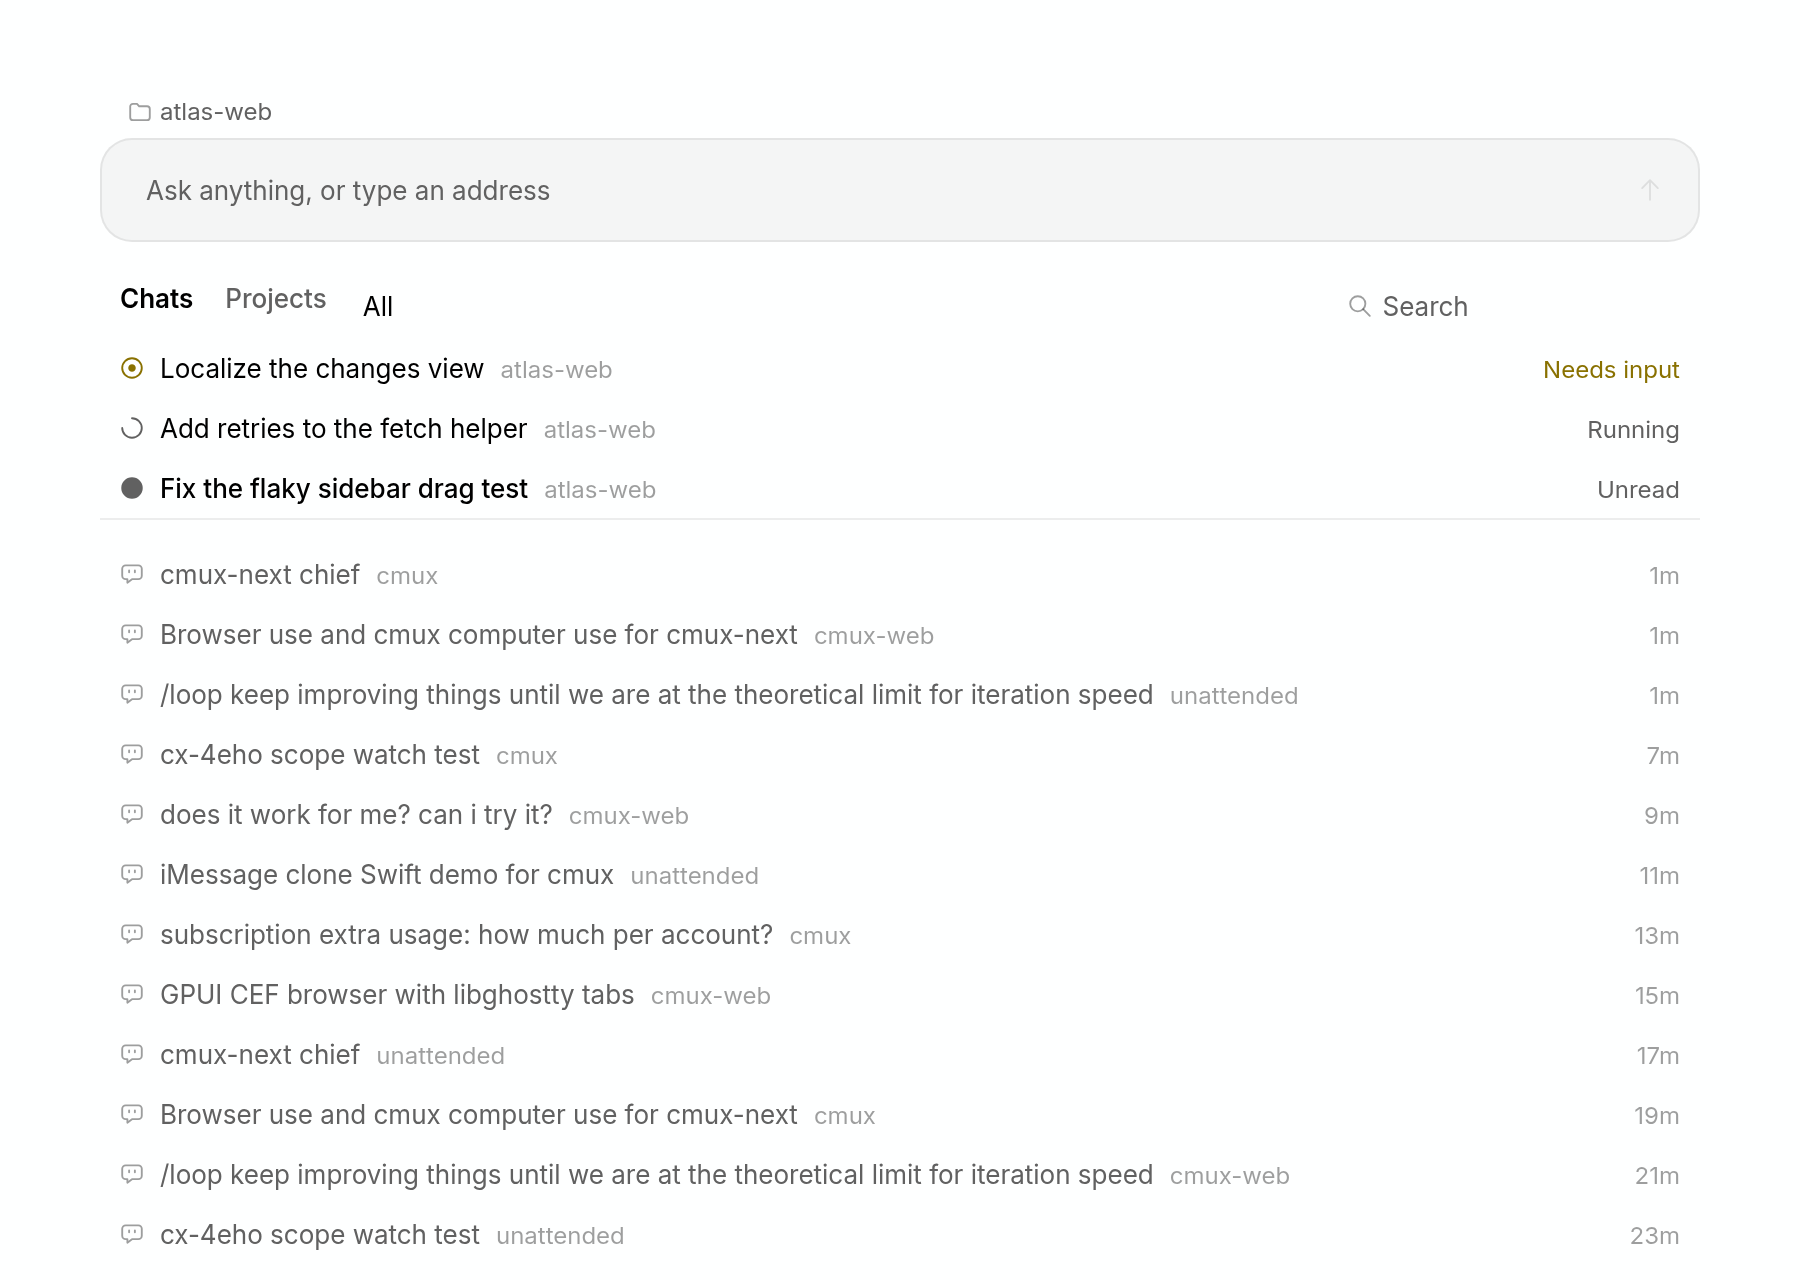 atlas-web
Ask anything, or type an address
Chats Projects All Search
Localize the changes view atlas-web Needs input
Add retries to the fetch helper atlas-web Running
Fix the flaky sidebar drag test atlas-web Unread
cmux-next chief cmux 1m
Browser use and cmux computer use for cmux-next cmux-web 1m
/loop keep improving things until we are at the theoretical limit for iteration speed unattended 1m
cx-4eho scope watch test cmux 7m
does it work for me? can i try it? cmux-web 9m
iMessage clone Swift demo for cmux unattended 11m
subscription extra usage: how much per account? cmux 13m
GPUI CEF browser with libghostty tabs cmux-web 15m
cmux-next chief unattended 17m
Browser use and cmux computer use for cmux-next cmux 19m
/loop keep improving things until we are at the theoretical limit for iteration speed cmux-web 21m
cx-4eho scope watch test unattended 23m